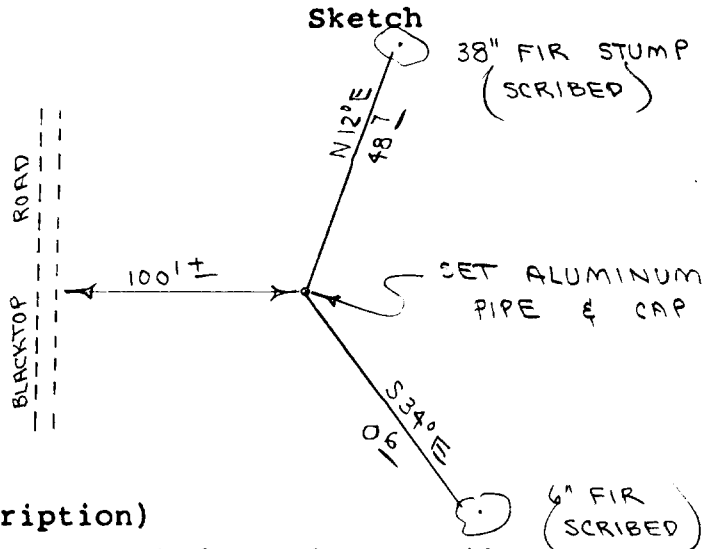 Sketch
38" FIR STUMP
(SCRIBED)
N12°E
48 7
BLACKTOP ROAD
100'±
SET ALUMINUM
PIPE & CAP
S34°E
06
6" FIR
(SCRIBED)
ription)